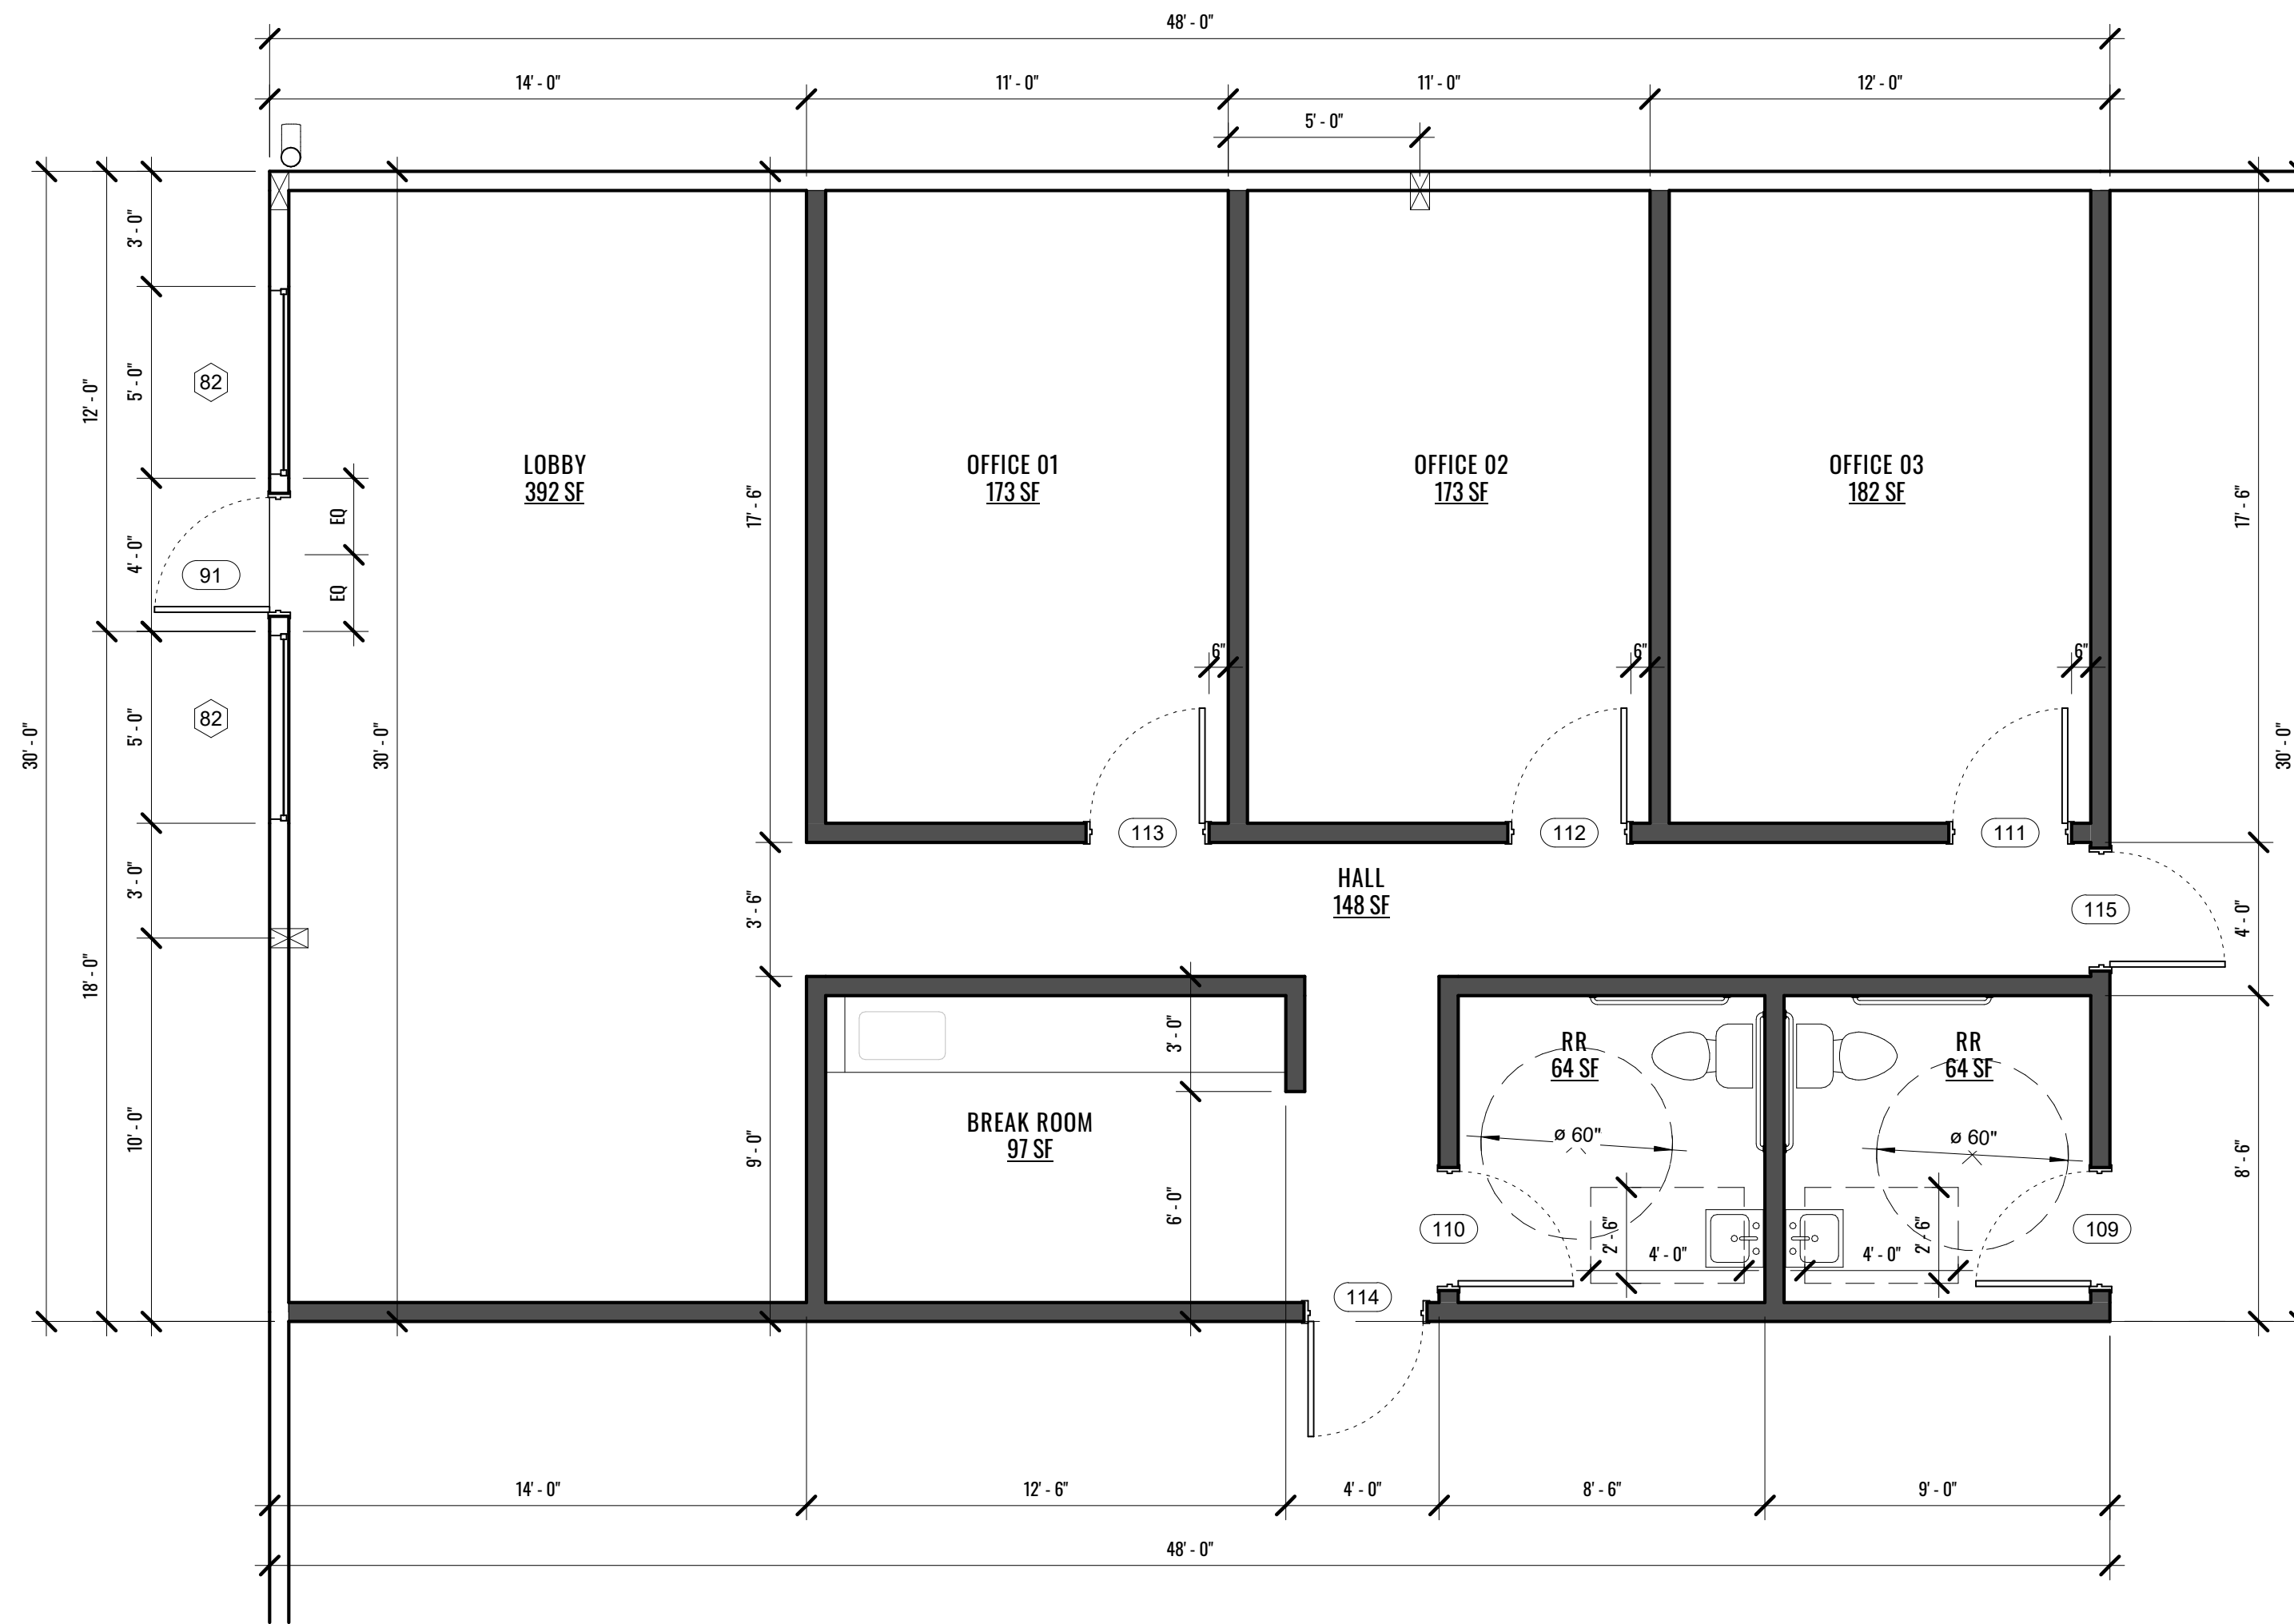 48' - 0"
14' - 0"
11' - 0"
11' - 0"
12' - 0"
5' - 0"
3' - 0"
5' - 0"
82
12' - 0"
LOBBY
392 SF
OFFICE 01
173 SF
OFFICE 02
173 SF
OFFICE 03
182 SF
17' - 6"
17' - 6"
EQ
4' - 0"
91
EQ
6"
6"
6"
82
30' - 0"
5' - 0"
30' - 0"
30' - 0"
113
112
111
3' - 0"
HALL
148 SF
3' - 6"
115
4' - 0"
18' - 0"
3' - 0"
RR
64 SF
RR
64 SF
BREAK ROOM
97 SF
10' - 0"
9' - 0"
ø 60"
ø 60"
8' - 6"
6' - 0"
110
2' - 6"
4' - 0"
4' - 0"
2' - 6"
109
114
14' - 0"
12' - 6"
4' - 0"
8' - 6"
9' - 0"
48' - 0"